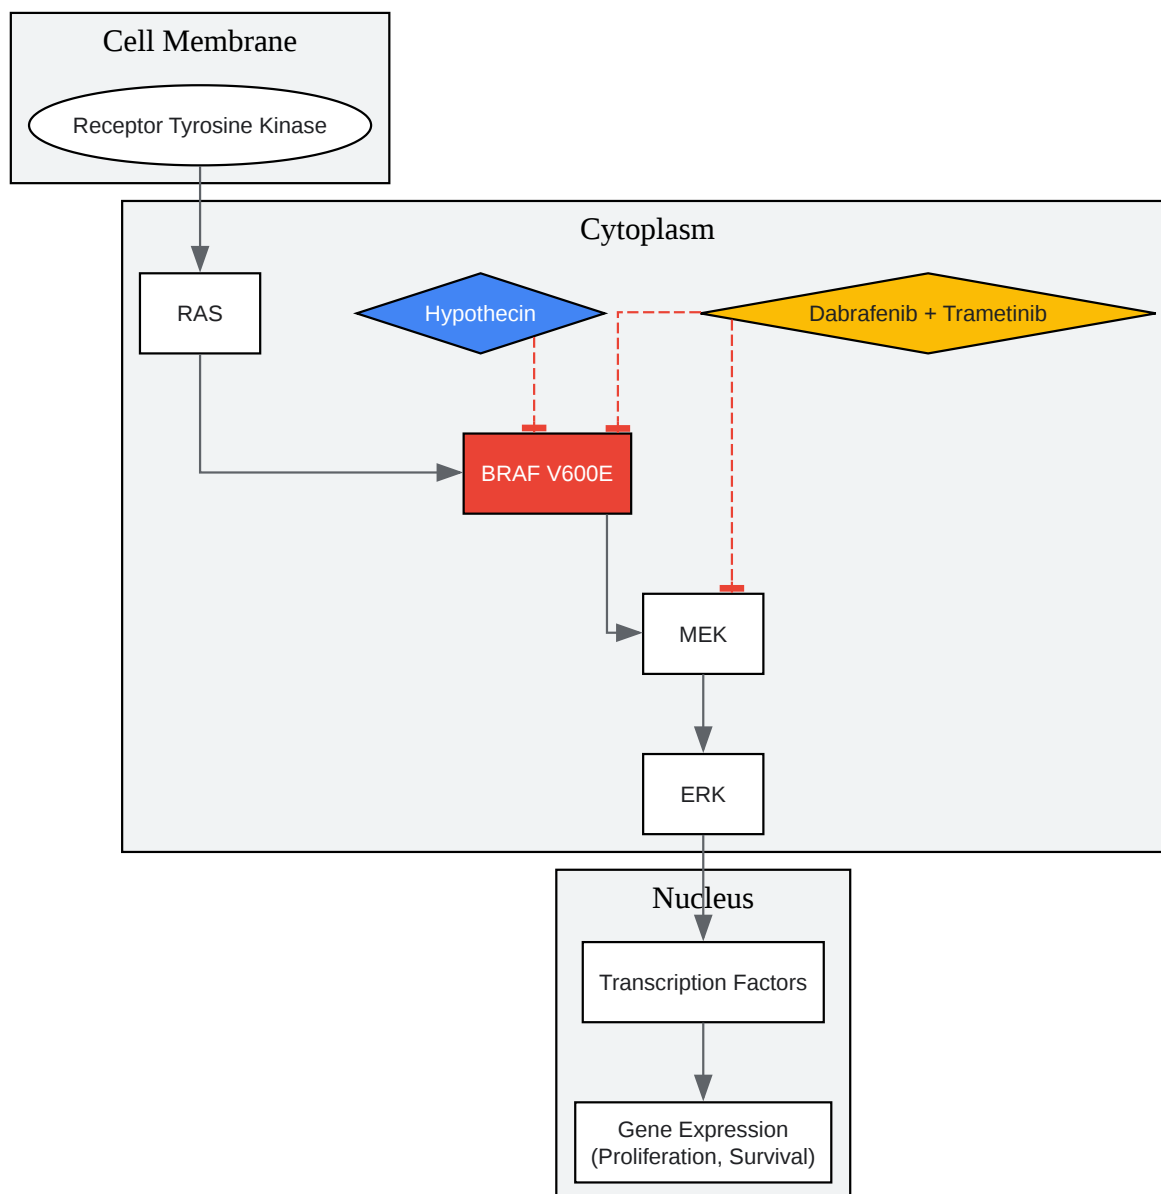 Cell Membrane
Receptor Tyrosine Kinase
Cytoplasm
RAS
Hypothecin
Dabrafenib + Trametinib
BRAF V600E
MEK
ERK
Nucleus
Transcription Factors
Gene Expression
(Proliferation, Survival)